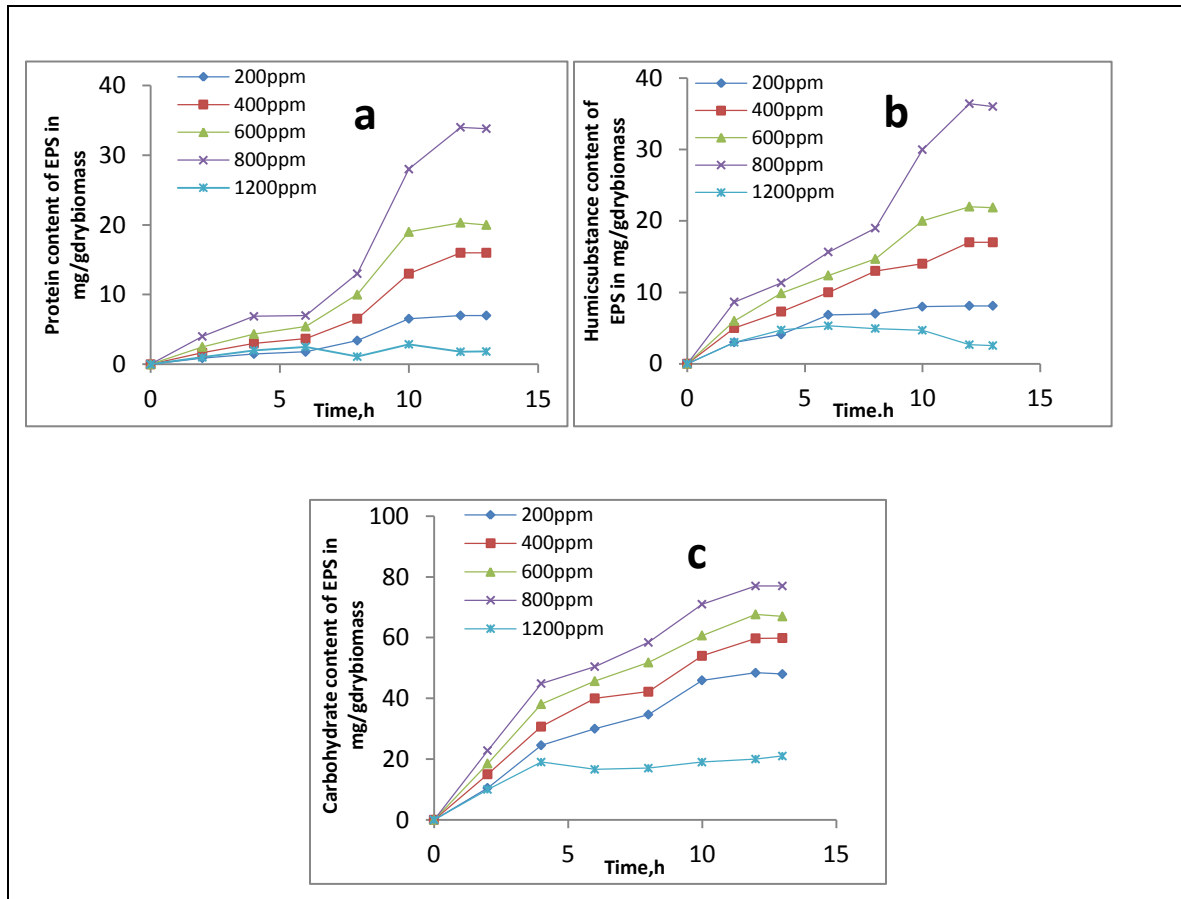 40
30
20
10
0
0
5
10
15
Protein content of EPS in
mg/gdrybiomass
Time,h
200ppm
400ppm
600ppm
800ppm
1200ppm
a
40
30
20
10
0
0
5
10
15
Humicsubstance content of
EPS in mg/gdrybiomass
Time.h
200ppm
400ppm
600ppm
800ppm
1200ppm
b
100
80
60
40
20
0
0
5
10
15
Carbohydrate content of EPS in
mg/gdrybiomass
Time,h
200ppm
400ppm
600ppm
800ppm
1200ppm
c